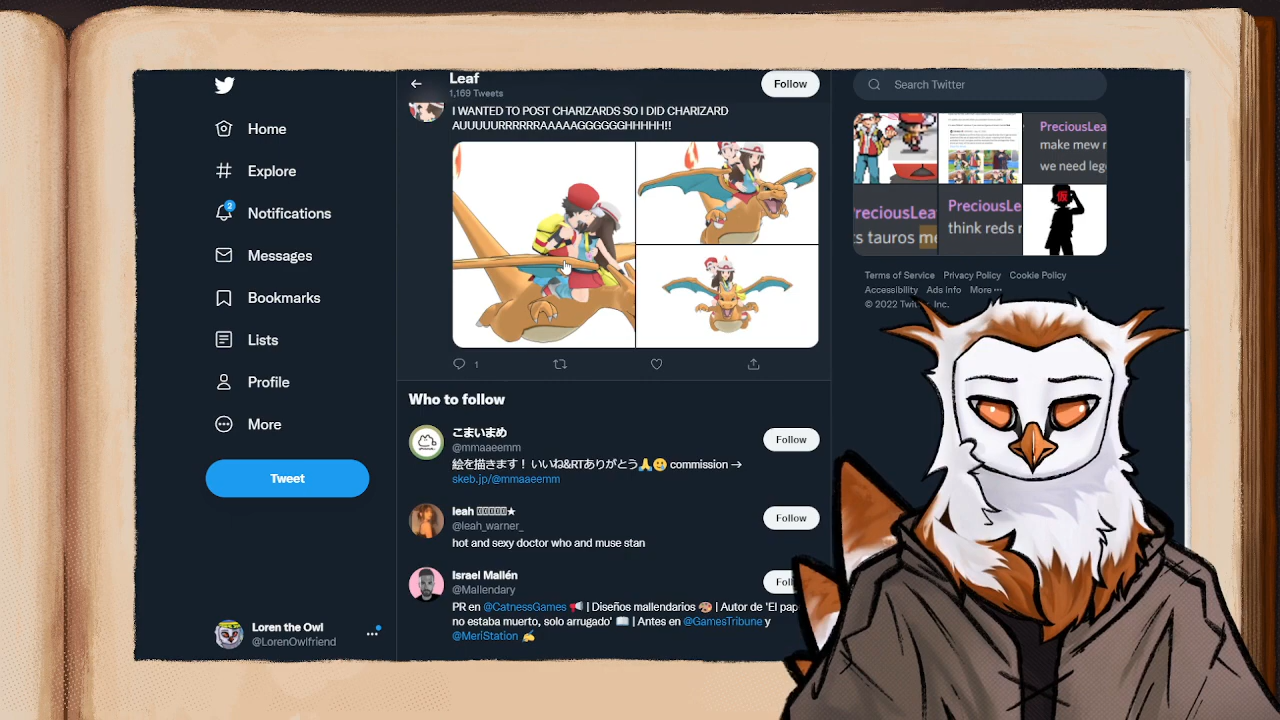 Home
Explore
2
Notifications
Messages
Bookmarks
Lists
Profile
More
Tweet
Loren the Owl
@LorenOwlfriend
Leaf
1,169 Tweets
Follow
I WANTED TO POST CHARIZARDS SO I DID CHARIZARD
1
Who to follow
こまいまめ
@mmaaeemm
Follow
絵を描きます！ いいね&RTありがとう🙏🥲 commission →
skeb.jp/@mmaaeemm
leah
@leah_warner_
Follow
hot and sexy doctor who and muse stan
Israel Mallén
@Mallendary
PR en @CatnessGames 📢 | Diseños mallendarios 🎨 | Autor de 'El pap
no estaba muerto, solo arrugado' 📖 | Antes en @GamesTribune y
@MeriStation ✍
Search Twitter
PreciousLea
make mew
we need leg
PreciousLea
s tauros
PreciousLe
think reds
Terms of Service Privacy Policy Cookie Policy
Accessibility Ads info More ···
© 2022 Inc.